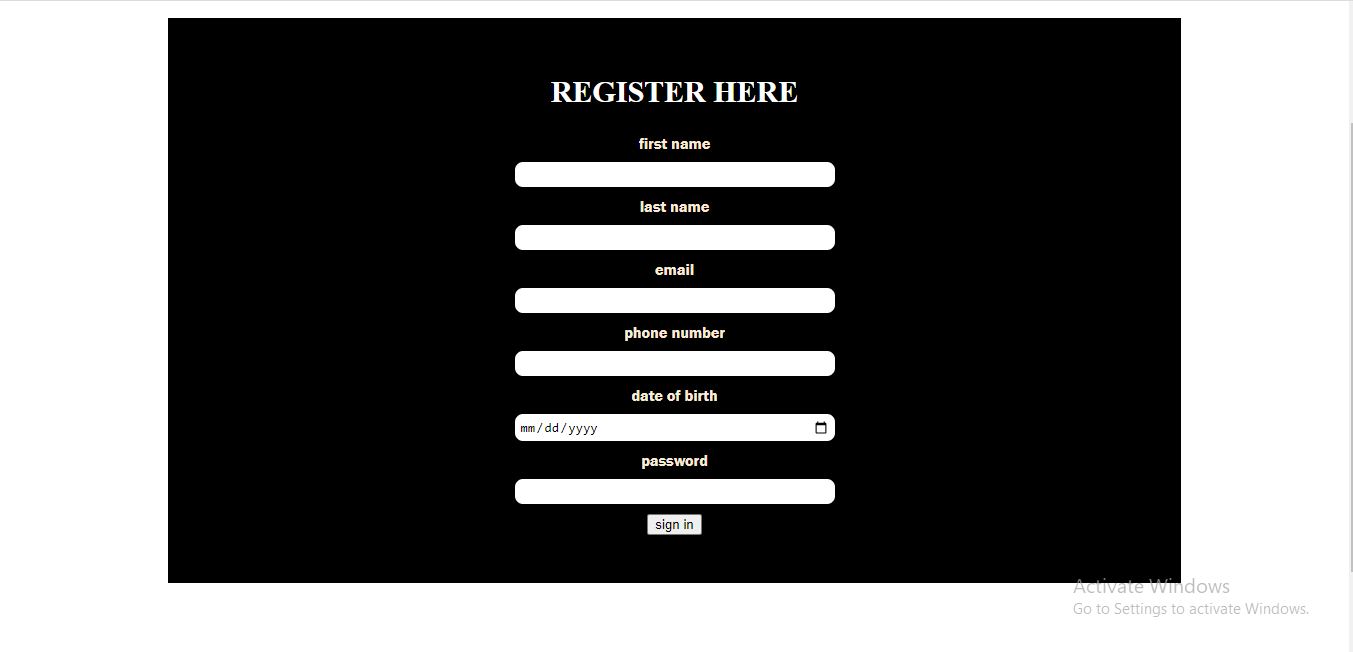 REGISTER HERE
first name
last name
email
phone number
date of birth
mm/dd/yyyy
password
sign in
Activate Windows
Go to Settings to activate Windows.